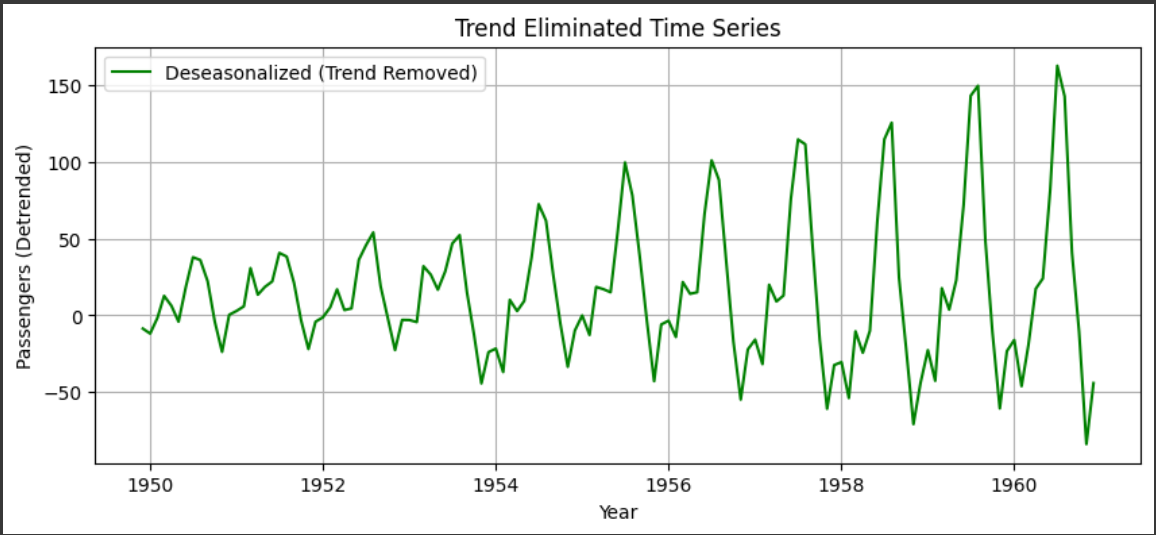 Trend Eliminated Time Series
Deseasonalized (Trend Removed)
Passengers (Detrended)
150
100
50
0
−50
1950 1952 1954 1956 1958 1960
Year